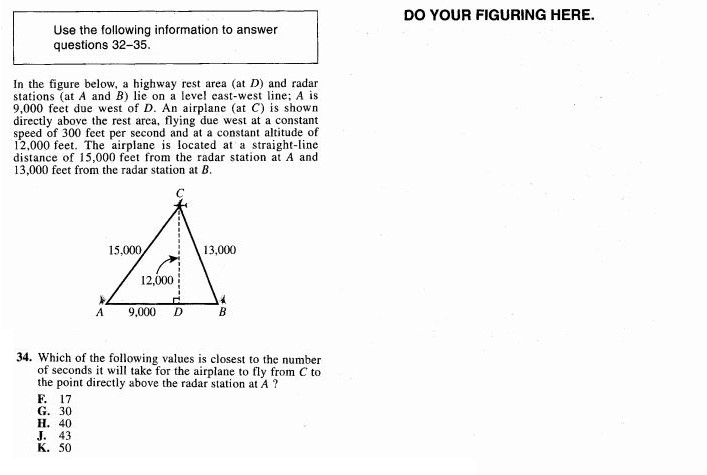 Use the following information to answer
questions 32–35.
DO YOUR FIGURING HERE.
In the figure below, a highway rest area (at D) and radar
stations (at A and B) lie on a level east-west line; A is
9,000 feet due west of D. An airplane (at C) is shown
directly above the rest area, flying due west at a constant
speed of 300 feet per second and at a constant altitude of
12,000 feet. The airplane is located at a straight-line
distance of 15,000 feet from the radar station at A and
13,000 feet from the radar station at B.
C
15,000
13,000
12,000
A
9,000
D
B
34. Which of the following values is closest to the number
of seconds it will take for the airplane to fly from C to
the point directly above the radar station at A ?
F. 17
G. 30
H. 40
J. 43
K. 50